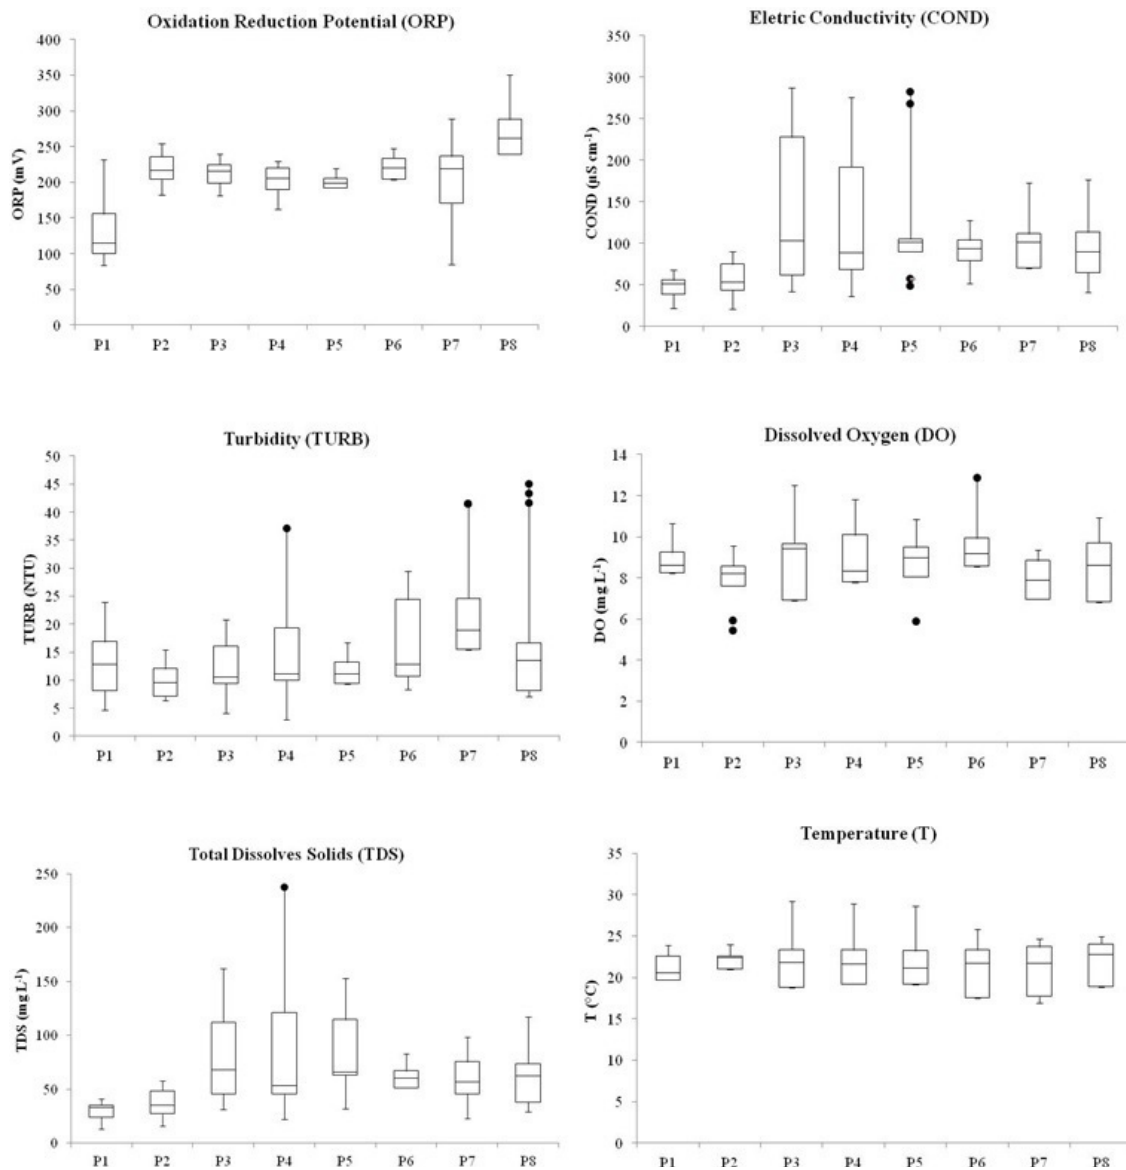 Oxidation Reduction Potential (ORP)
400
350
300
250
200
150
100
50
0
ORP (mV)
P1 P2 P3 P4 P5 P6 P7 P8
Eletric Conductivity (COND)
350
300
250
200
150
100
50
0
COND (µS cm⁻¹)
P1 P2 P3 P4 P5 P6 P7 P8
Turbidity (TURB)
50
45
40
35
30
25
20
15
10
5
0
TURB (NTU)
P1 P2 P3 P4 P5 P6 P7 P8
Dissolved Oxygen (DO)
14
12
10
8
6
4
2
0
DO (mg L⁻¹)
P1 P2 P3 P4 P5 P6 P7 P8
Total Dissolves Solids (TDS)
250
200
150
100
50
0
TDS (mg L⁻¹)
P1 P2 P3 P4 P5 P6 P7 P8
Temperature (T)
35
30
25
20
15
10
5
0
T (°C)
P1 P2 P3 P4 P5 P6 P7 P8